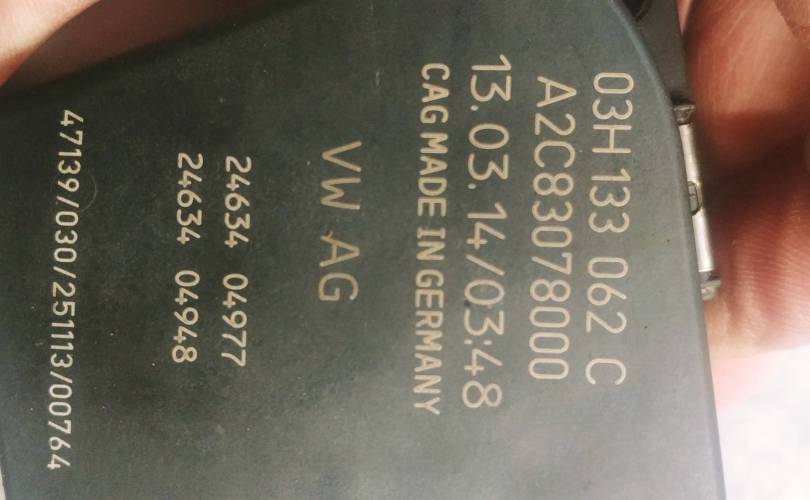 03H 133 062 C
A2C83078000
13.03.14/03:48
CAG MADE IN GERMANY
VW AG
24634 04977
24634 04948
47139/030/251113/00764